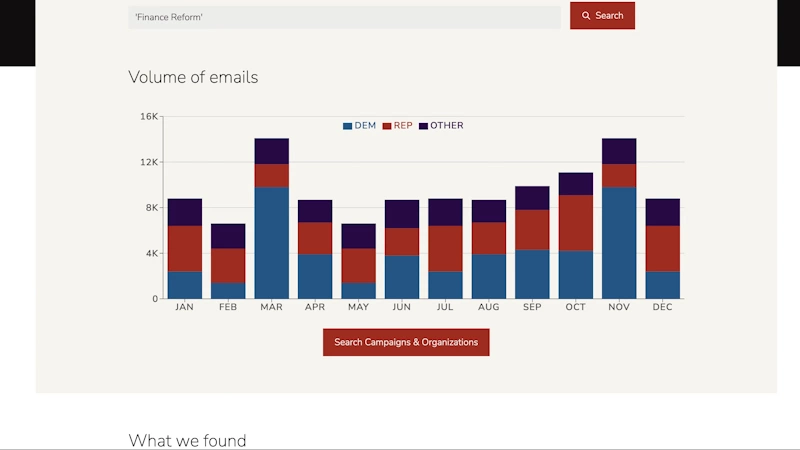 'Finance Reform'
Search
Volume of emails
DEM REP OTHER
16K
12K
8K
4K
0
JAN FEB MAR APR MAY JUN JUL AUG SEP OCT NOV DEC
Search Campaigns & Organizations
What we found